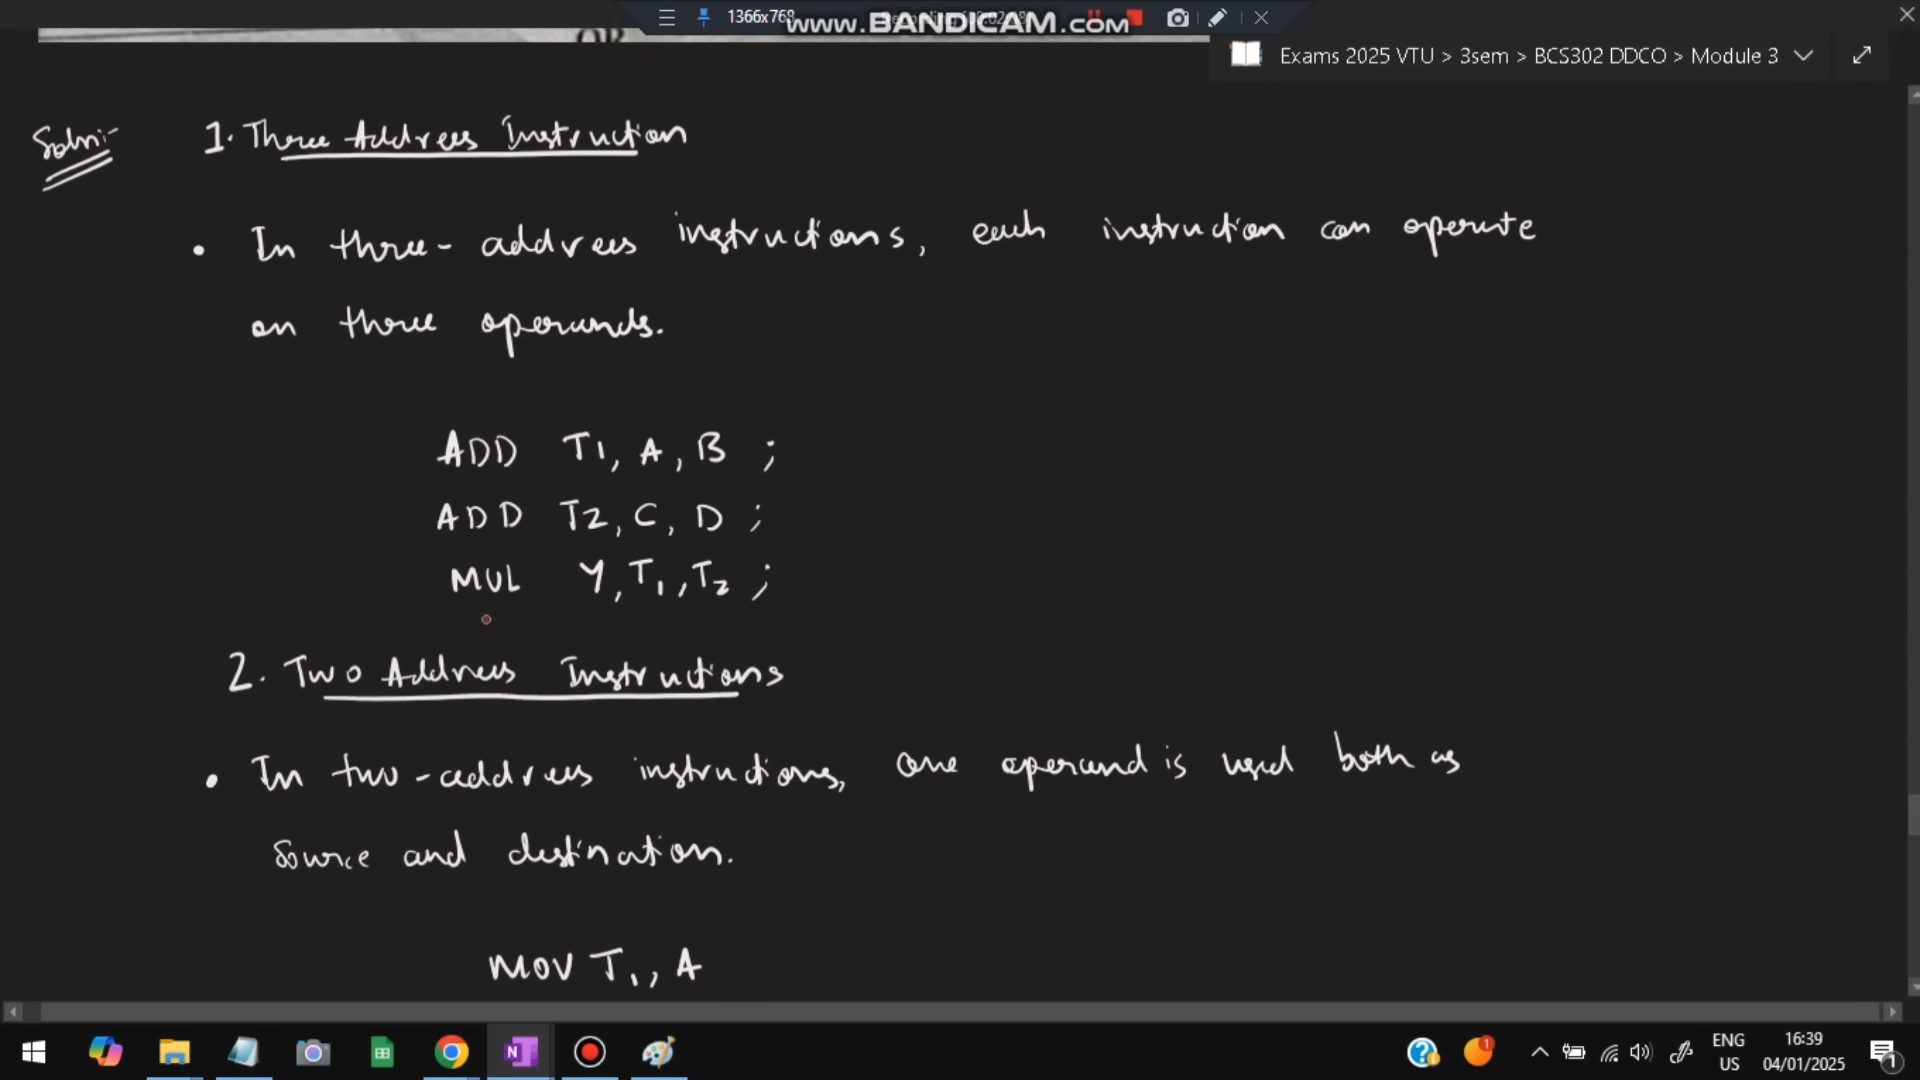 1366x768
www.BANDICAM.com
OR
Exams 2025 VTU > 3sem > BCS302 DDCO > Module 3
Soln:-
1. Three Address Instruction
• In three-address instructions, each instruction can operate
on three operands.
ADD T1, A, B ;
ADD T2, C, D ;
MUL Y, T1, T2 ;
2. Two Address Instructions
• In two-address instructions, one operand is used both as
source and destination.
MOV T1, A
ENG
US
16:39
04/01/2025